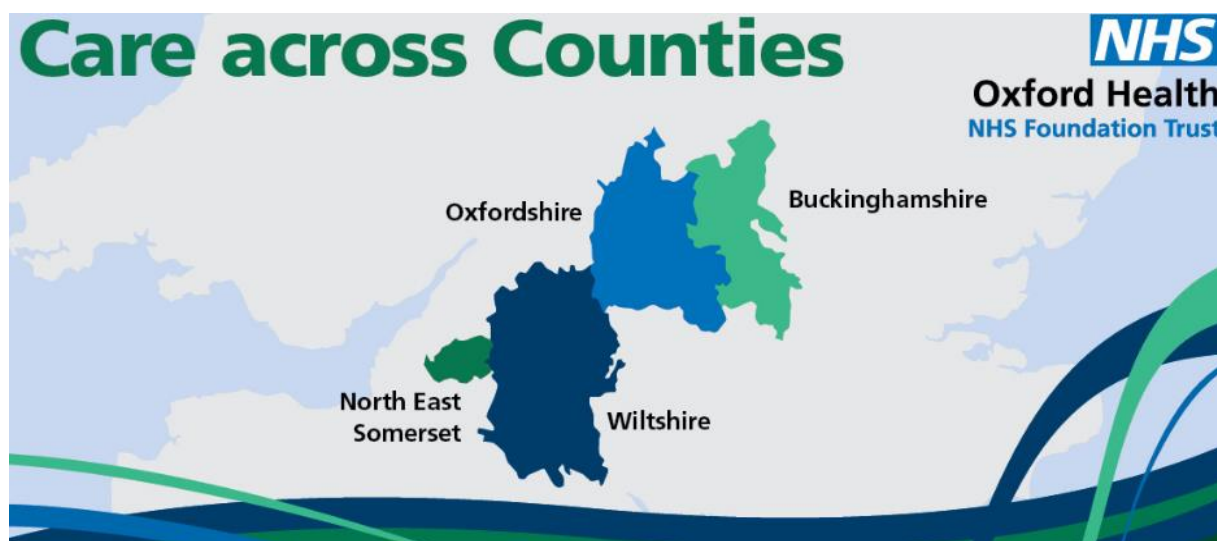 Care across Counties
NHS
Oxford Health
NHS Foundation Trust
Oxfordshire
Buckinghamshire
North East
Somerset
Wiltshire